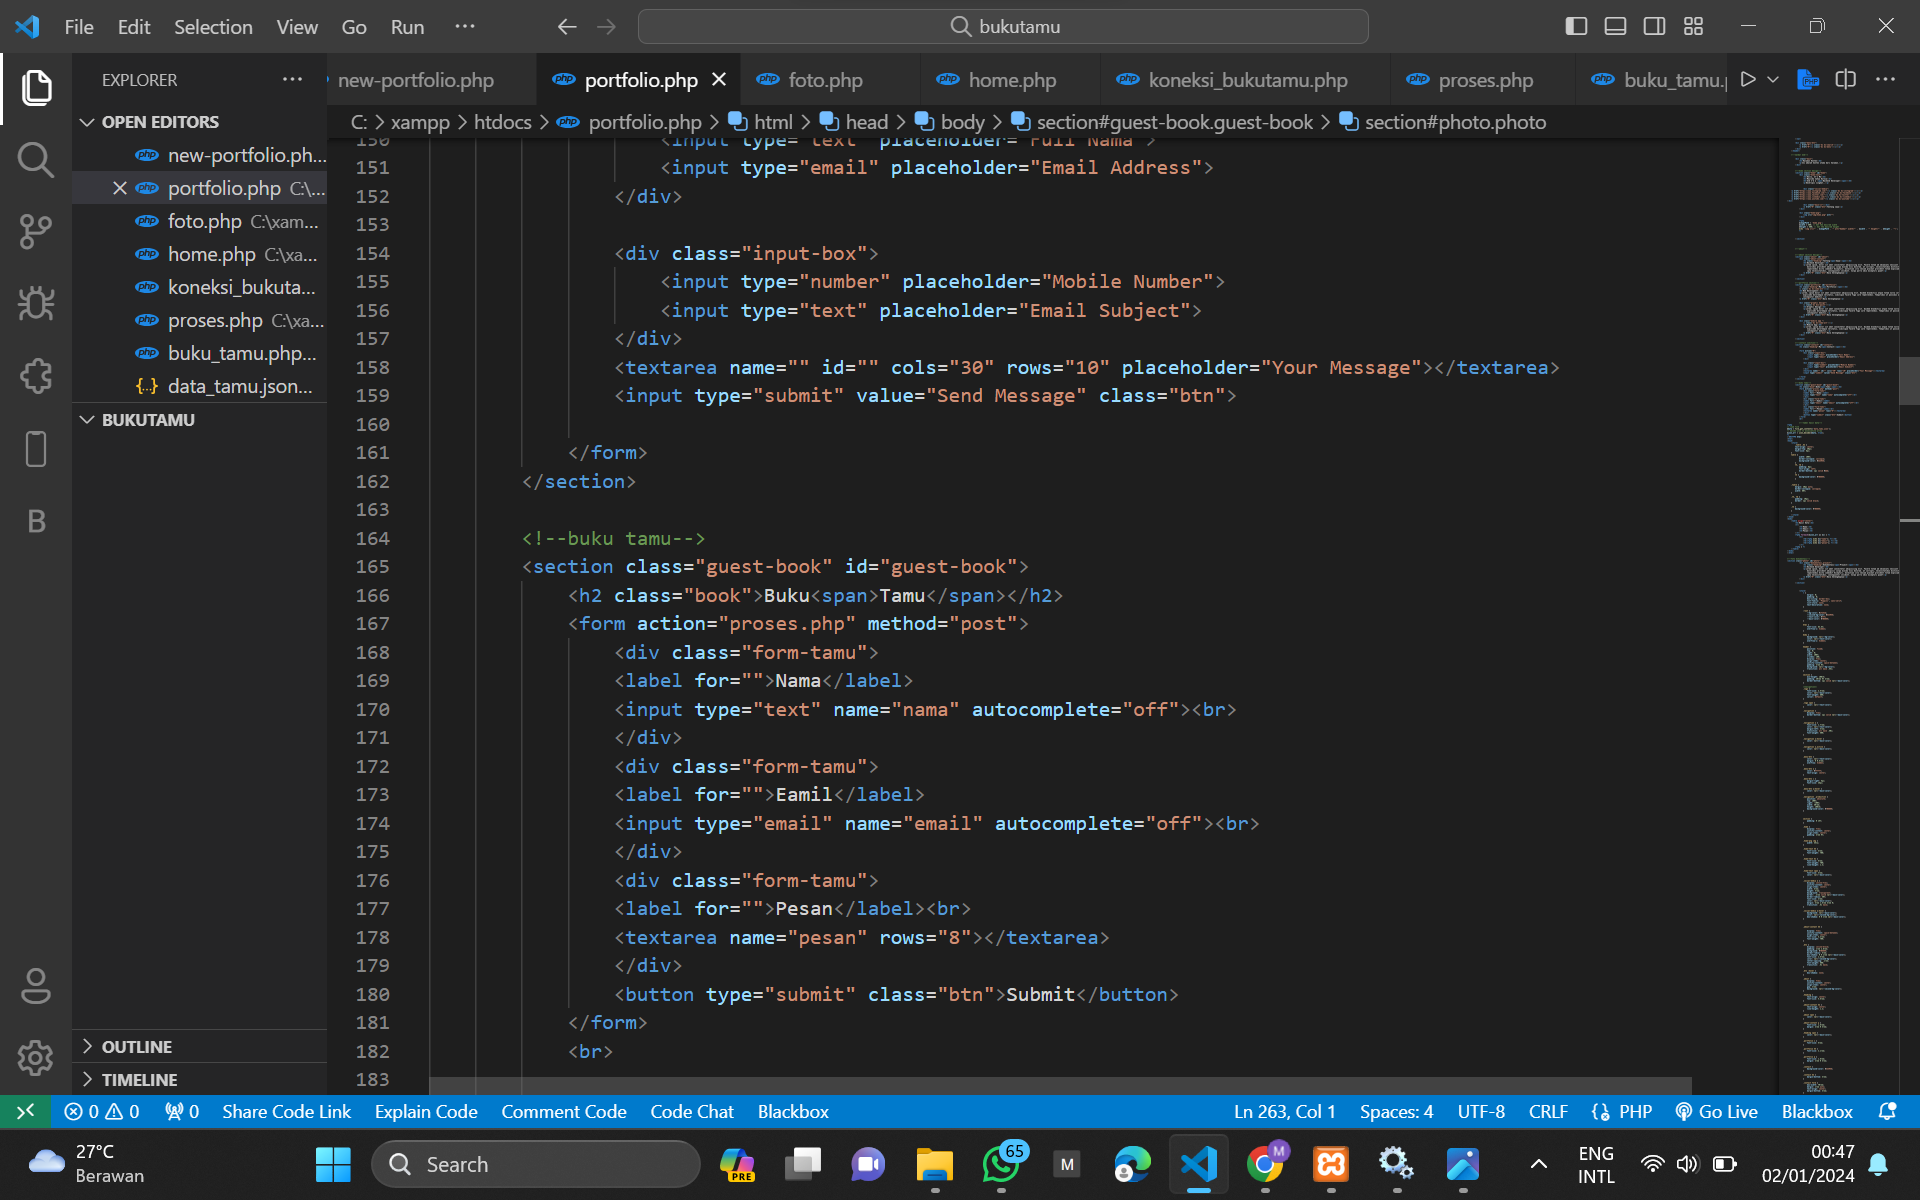 File Edit Selection View Go Run ··· bukutamu
EXPLORER ···
new-portfolio.php portfolio.php foto.php home.php koneksi_bukutamu.php proses.php buku_tamu.p
C: > xampp > htdocs > portfolio.php > html > head > body > section#guest-book.guest-book > section#photo.photo
OPEN EDITORS
new-portfolio.ph...
portfolio.php C:\...
foto.php C:\xam...
home.php C:\xa...
koneksi_bukuta...
proses.php C:\xa...
buku_tamu.php...
{..} data_tamu.json...
BUKUTAMU
OUTLINE
TIMELINE
150 <input type="text" placeholder="Full Nama">
151 <input type="email" placeholder="Email Address">
152 </div>
153
154 <div class="input-box">
155 <input type="number" placeholder="Mobile Number">
156 <input type="text" placeholder="Email Subject">
157 </div>
158 <textarea name="" id="" cols="30" rows="10" placeholder="Your Message"></textarea>
159 <input type="submit" value="Send Message" class="btn">
160
161 </form>
162 </section>
163
164 <!--buku tamu-->
165 <section class="guest-book" id="guest-book">
166 <h2 class="book">Buku<span>Tamu</span></h2>
167 <form action="proses.php" method="post">
168 <div class="form-tamu">
169 <label for="">Nama</label>
170 <input type="text" name="nama" autocomplete="off"><br>
171 </div>
172 <div class="form-tamu">
173 <label for="">Eamil</label>
174 <input type="email" name="email" autocomplete="off"><br>
175 </div>
176 <div class="form-tamu">
177 <label for="">Pesan</label><br>
178 <textarea name="pesan" rows="8"></textarea>
179 </div>
180 <button type="submit" class="btn">Submit</button>
181 </form>
182 <br>
183
0 0 0 Share Code Link Explain Code Comment Code Code Chat Blackbox Ln 263, Col 1 Spaces: 4 UTF-8 CRLF PHP Go Live Blackbox
27°C
Berawan
Search
PRE
65
M
M
ENG
INTL
00:47
02/01/2024